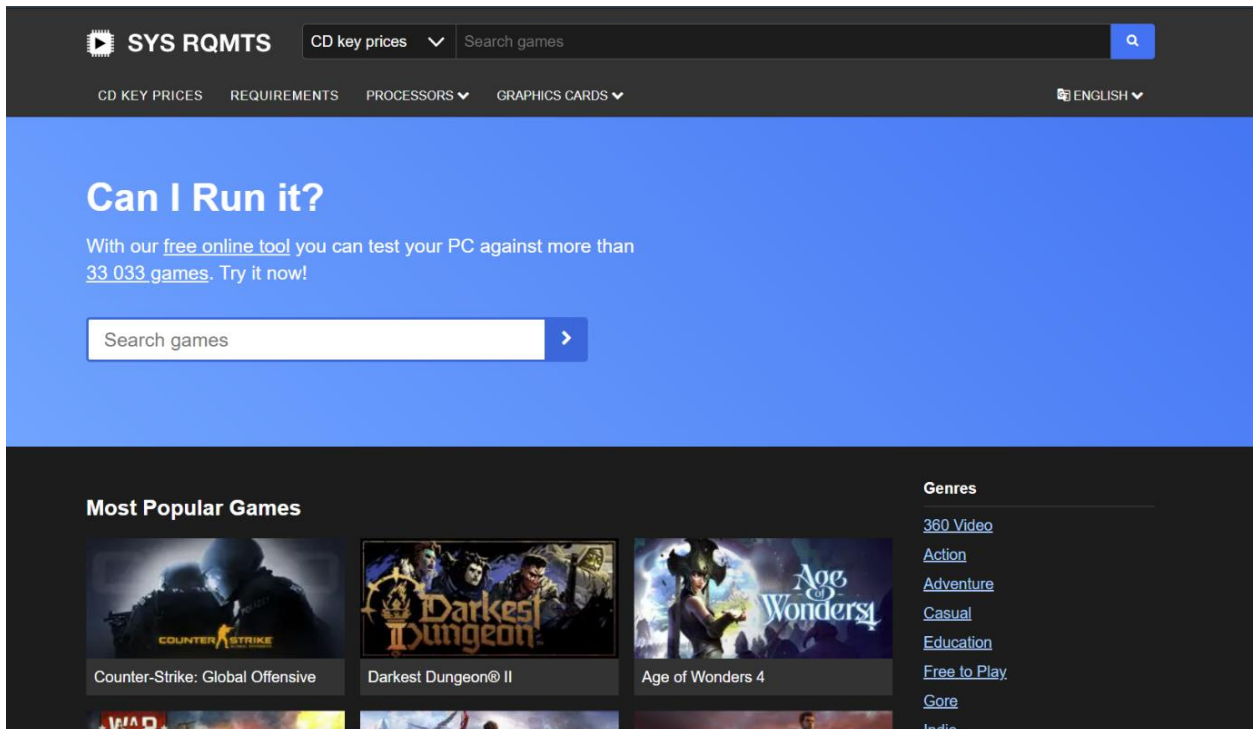 SYS RQMTS
CD key prices
Search games
CD KEY PRICES
REQUIREMENTS
PROCESSORS
GRAPHICS CARDS
ENGLISH
Can I Run it?
With our free online tool you can test your PC against more than
33 033 games. Try it now!
Search games
Most Popular Games
COUNTER STRIKE
Counter-Strike: Global Offensive
Darkest
Dungeon
Darkest Dungeon® II
Age
of
Wonders 4
Age of Wonders 4
WAR
Genres
360 Video
Action
Adventure
Casual
Education
Free to Play
Gore
Indie